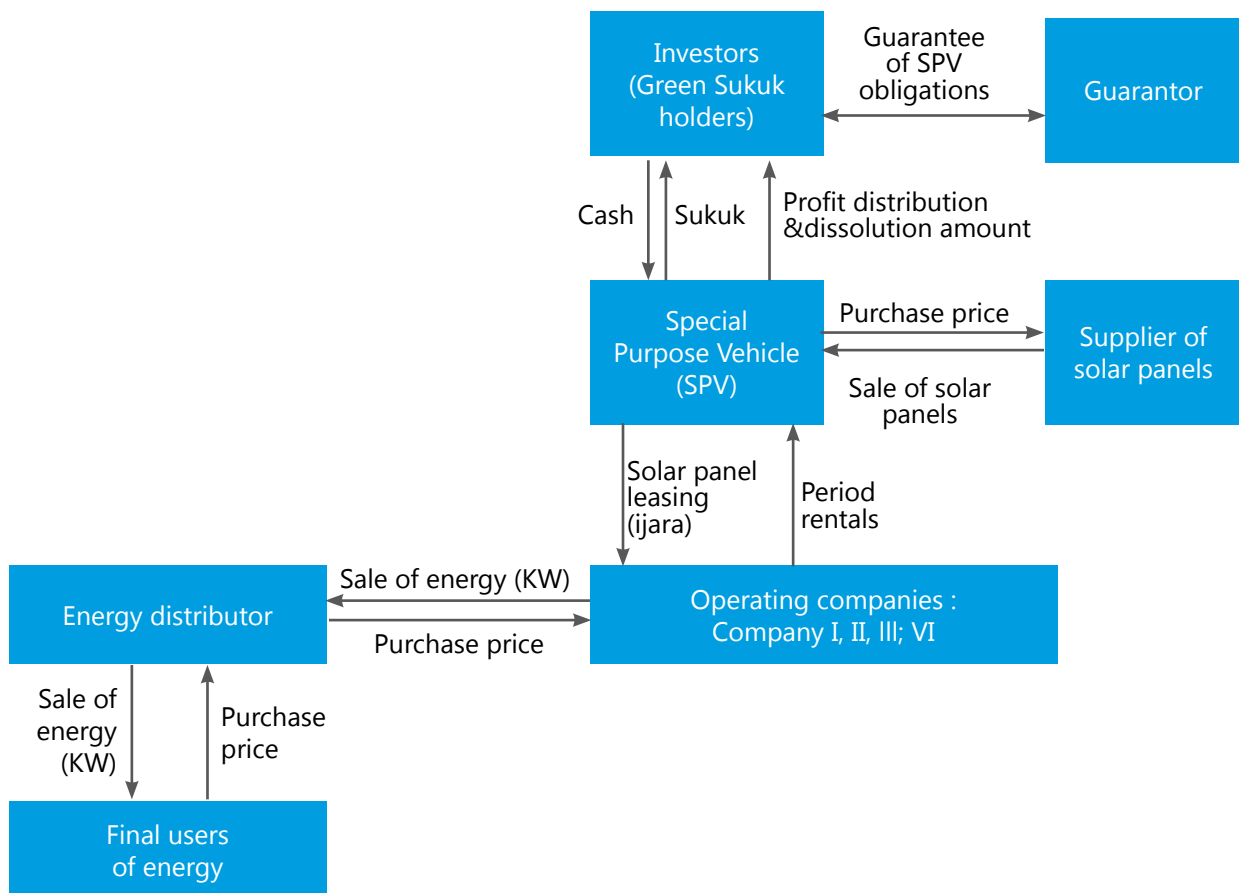 Investors
(Green Sukuk
holders)
Guarantee
of SPV
obligations
Guarantor
Cash
Sukuk
Profit distribution
&dissolution amount
Special
Purpose Vehicle
(SPV)
Purchase price
Sale of solar
panels
Supplier of
solar panels
Solar panel
leasing
(ijara)
Period
rentals
Energy distributor
Sale of energy (KW)
Purchase price
Operating companies :
Company I, II, III; VI
Sale of
energy
(KW)
Purchase
price
Final users
of energy